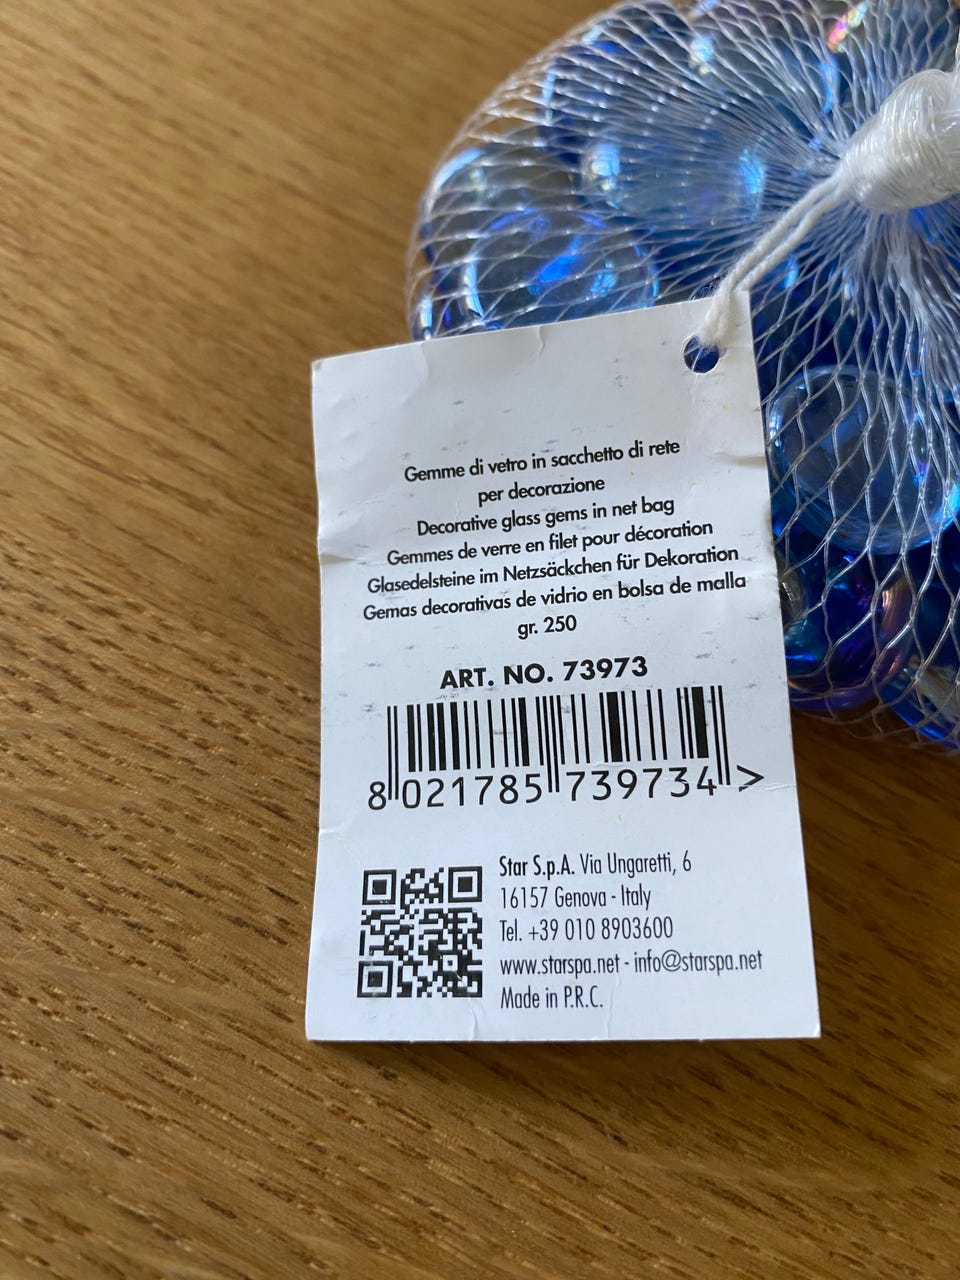 Gemme di vetro in sacchetto di rete
per decorazione
Decorative glass gems in net bag
Gemmes de verre en filet pour décoration
Glasedelsteine im Netzsäckchen für Dekoration
Gemas decorativas de vidrio en bolsa de malla
gr. 250
ART. NO. 73973
8 021785 739734 >
Star S.p.A. Via Ungaretti, 6
16157 Genova - Italy
Tel. +39 010 8903600
www.starspa.net - info@starspa.net
Made in P.R.C.